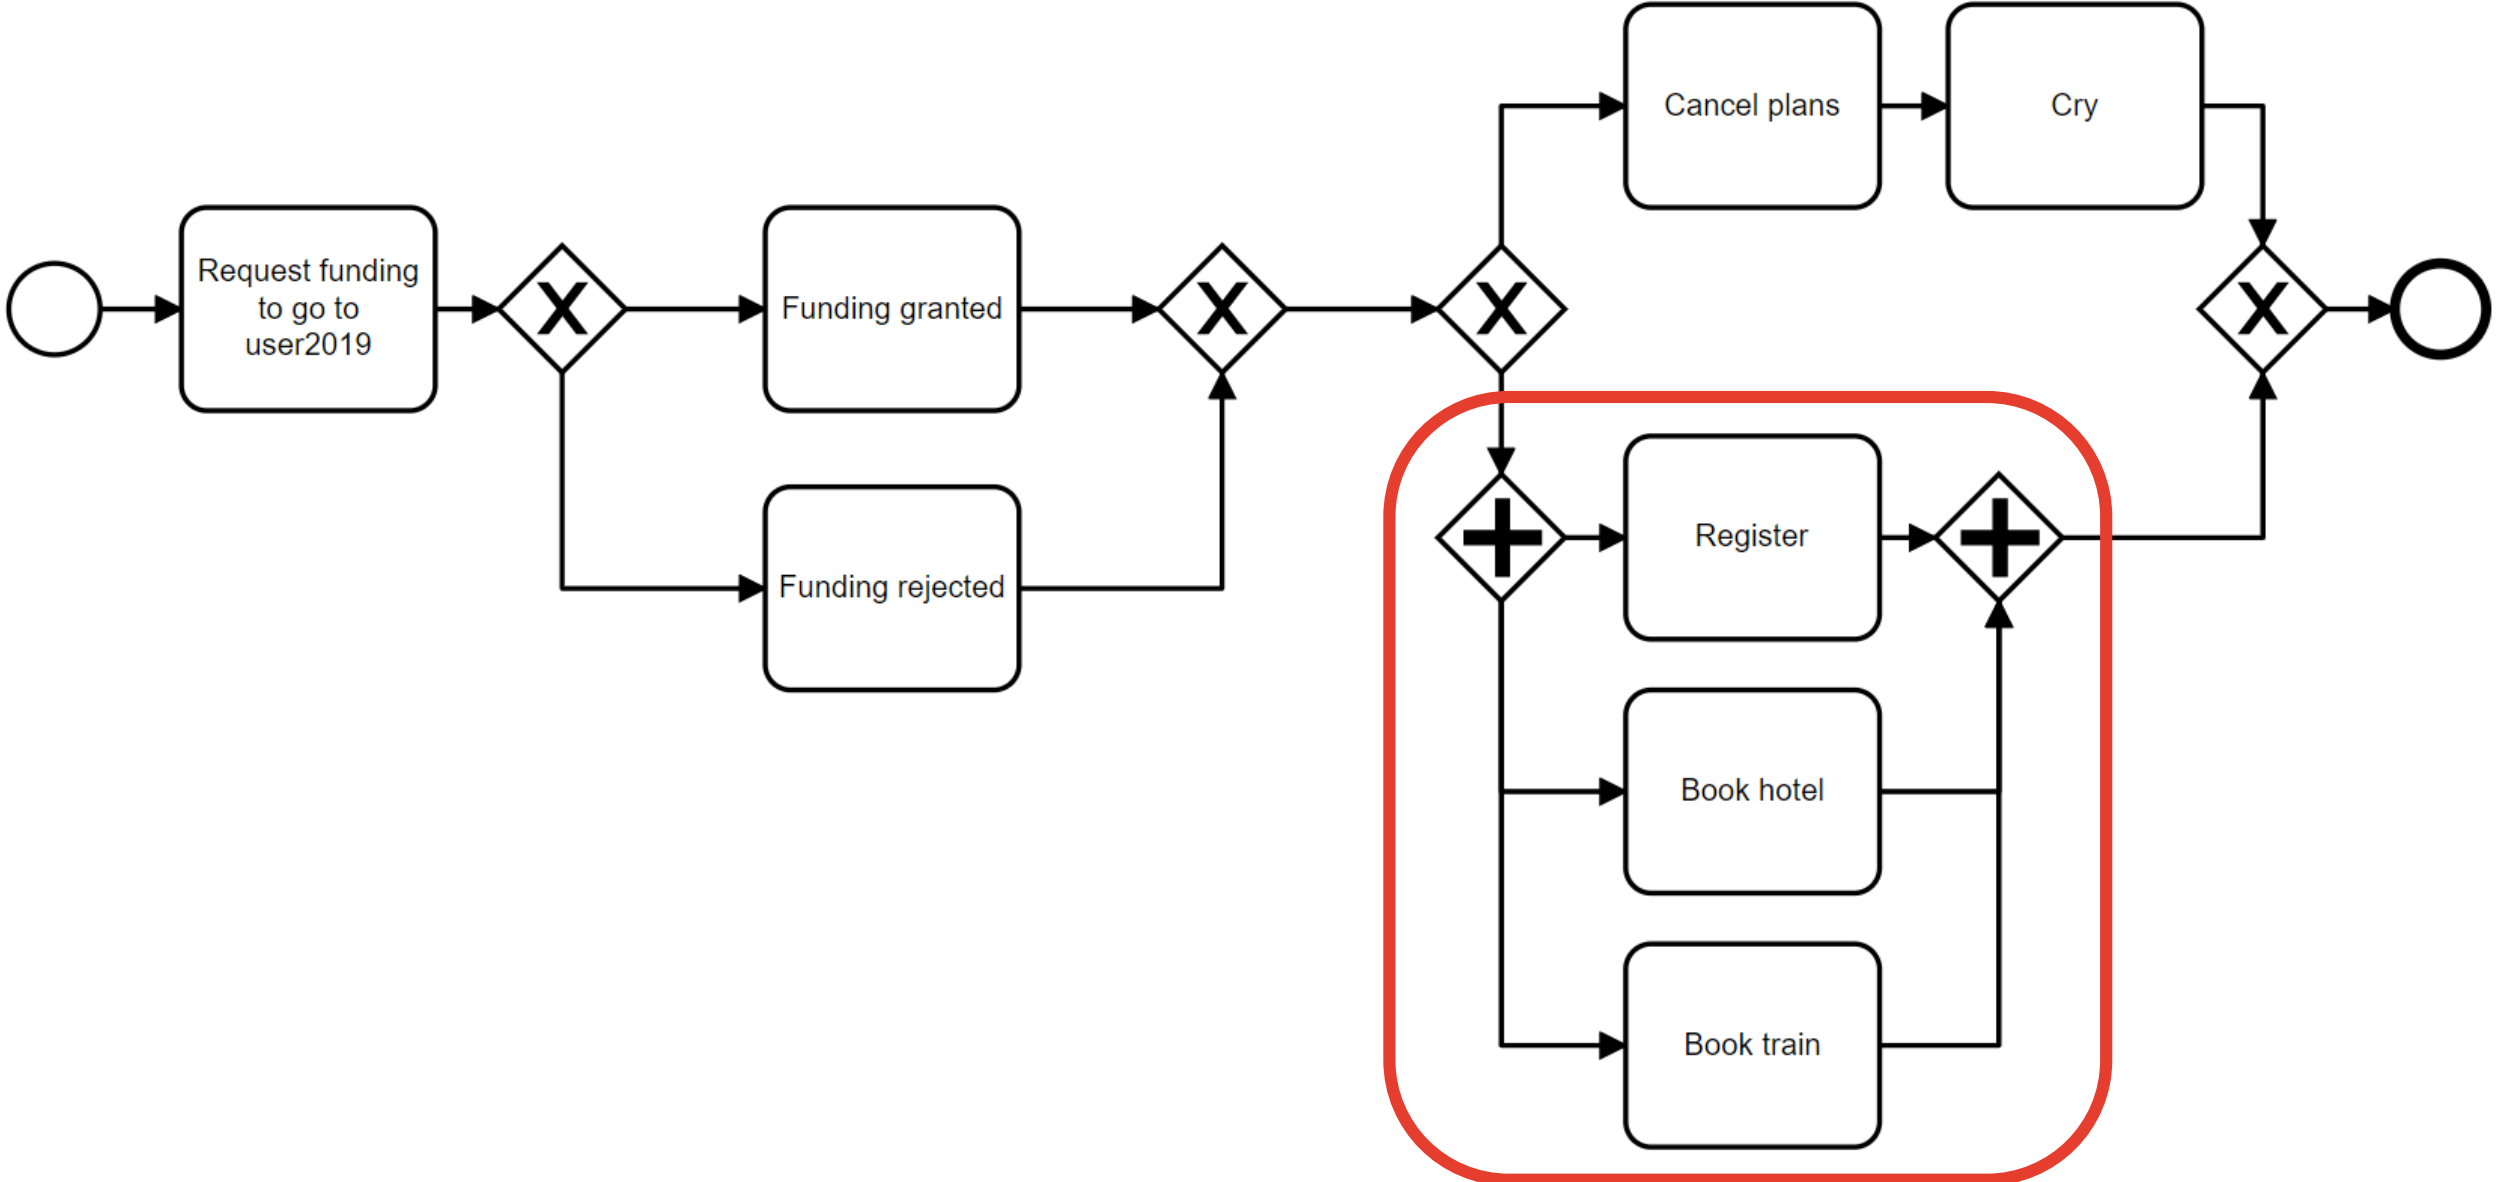 Cancel plans
Cry
Request funding
to go to
user2019
Funding granted
Funding rejected
Register
Book hotel
Book train
X
X
X
X